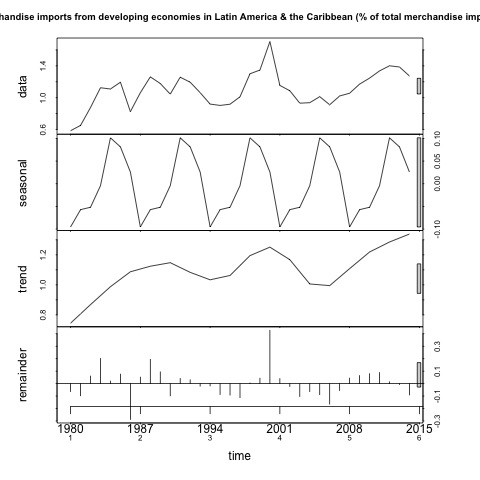 handise imports from developing economies in Latin America & the Caribbean (% of total merchandise imp
data
0.6 1.0 1.4
seasonal
-0.10 0.00 0.05 0.10
trend
0.8 1.0 1.2
remainder
-0.3 -0.1 0.1 0.3
1980 1987 1994 2001 2008 2015
1 2 3 4 5 6
time